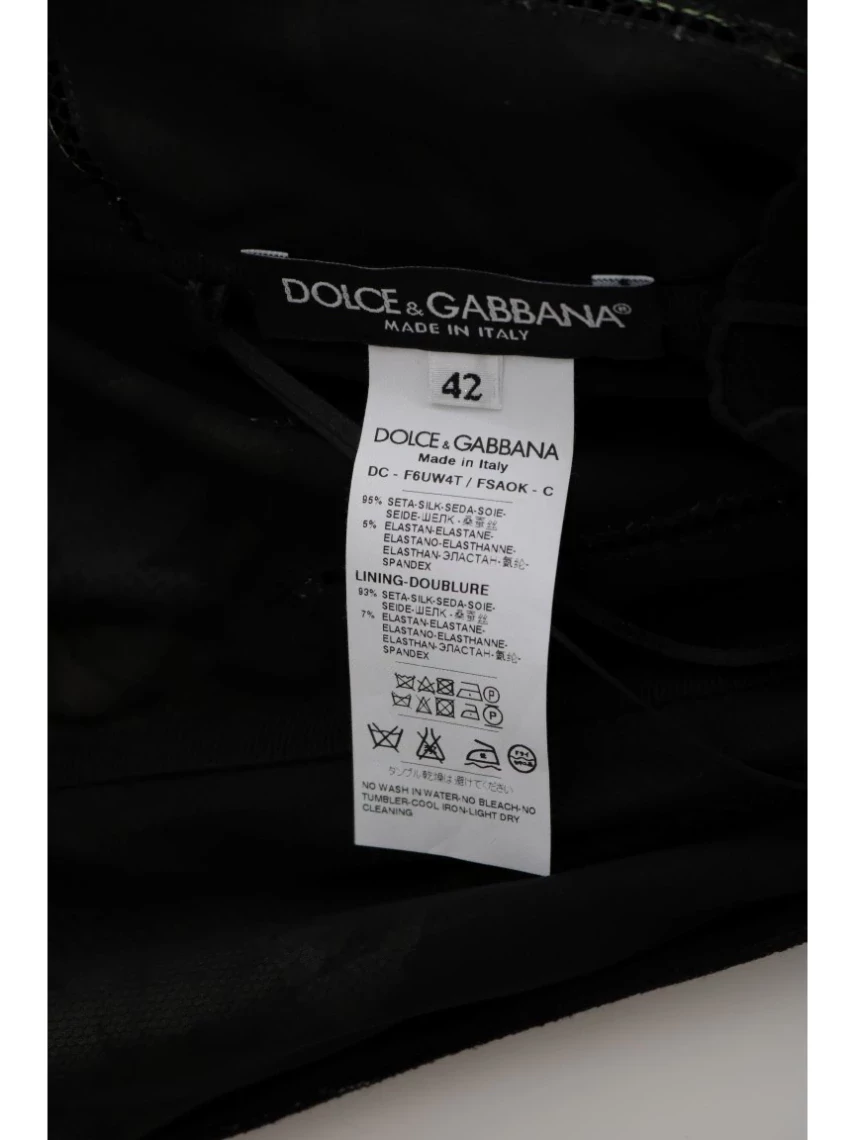 DOLCE & GABBANA®
MADE IN ITALY
42
DOLCE & GABBANA
Made in Italy
DC - F6UW4T / FSAOK - C
95% SETA-SILK-SEDA-SOIE-
SEIDE-ШЕЛК-桑蚕丝
5% ELASTAN-ELASTANE-
ELASTANO-ELASTHANNE-
ELASTHAN-ЭЛАСТАН-氨纶-
SPANDEX
LINING-DOUBLURE
93% SETA-SILK-SEDA-SOIE-
SEIDE-ШЕЛК-桑蚕丝
7% ELASTAN-ELASTANE-
ELASTANO-ELASTHANNE-
ELASTHAN-ЭЛАСТАН-氨纶-
SPANDEX
P
P
タンブル乾燥は避けてください
NO WASH IN WATER-NO BLEACH-NO
TUMBLER-COOL IRON-LIGHT DRY
CLEANING